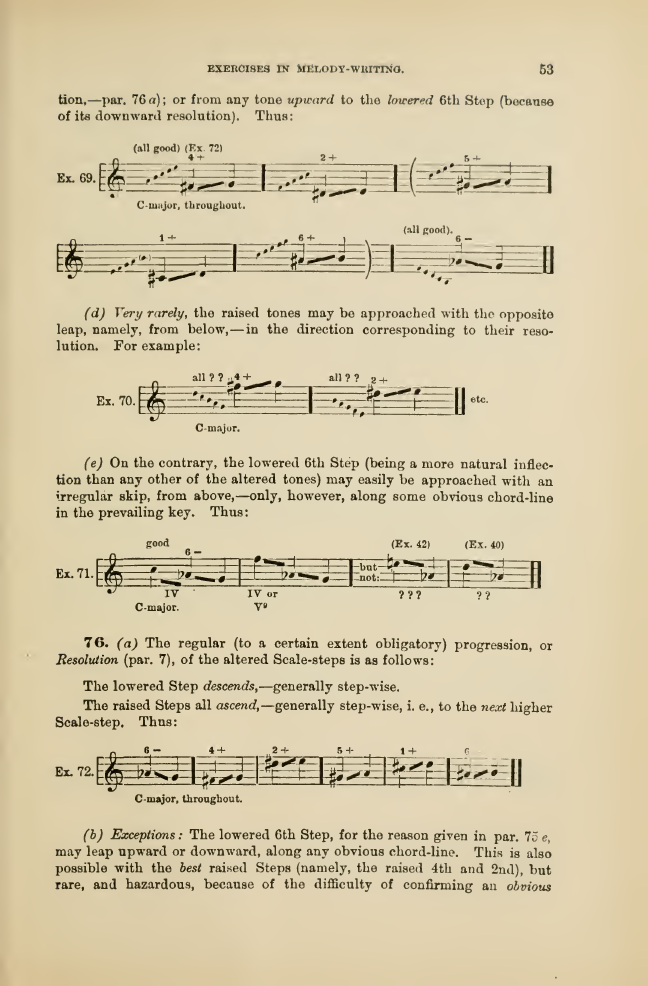 EXERCISES IN MELODY-WRITING. 53
tion,—par. 76 a); or from any tone upward to the lowered 6th Step (because
of its downward resolution). Thus:
(all good) (Ex. 72)
4 + 2 + 5 +
Ex. 69.
C-major, throughout.
(all good).
1 + 6 + 6 −
(d) Very rarely, the raised tones may be approached with the opposite
leap, namely, from below,—in the direction corresponding to their reso-
lution. For example:
all ? ? 4 + all ? ? 2 +
Ex. 70. etc.
C-major.
(e) On the contrary, the lowered 6th Step (being a more natural inflec-
tion than any other of the altered tones) may easily be approached with an
irregular skip, from above,—only, however, along some obvious chord-line
in the prevailing key. Thus:
good (Ex. 42) (Ex. 40)
6 −
Ex. 71. but
not:
IV IV or ? ? ? ? ?
C-major. V⁹
76. (a) The regular (to a certain extent obligatory) progression, or
Resolution (par. 7), of the altered Scale-steps is as follows:
The lowered Step descends,—generally step-wise.
The raised Steps all ascend,—generally step-wise, i. e., to the next higher
Scale-step. Thus:
6 − 4 + 2 + 5 + 1 + 6
Ex. 72.
C-major, throughout.
(b) Exceptions: The lowered 6th Step, for the reason given in par. 75 e,
may leap upward or downward, along any obvious chord-line. This is also
possible with the best raised Steps (namely, the raised 4th and 2nd), but
rare, and hazardous, because of the difficulty of confirming an obvious